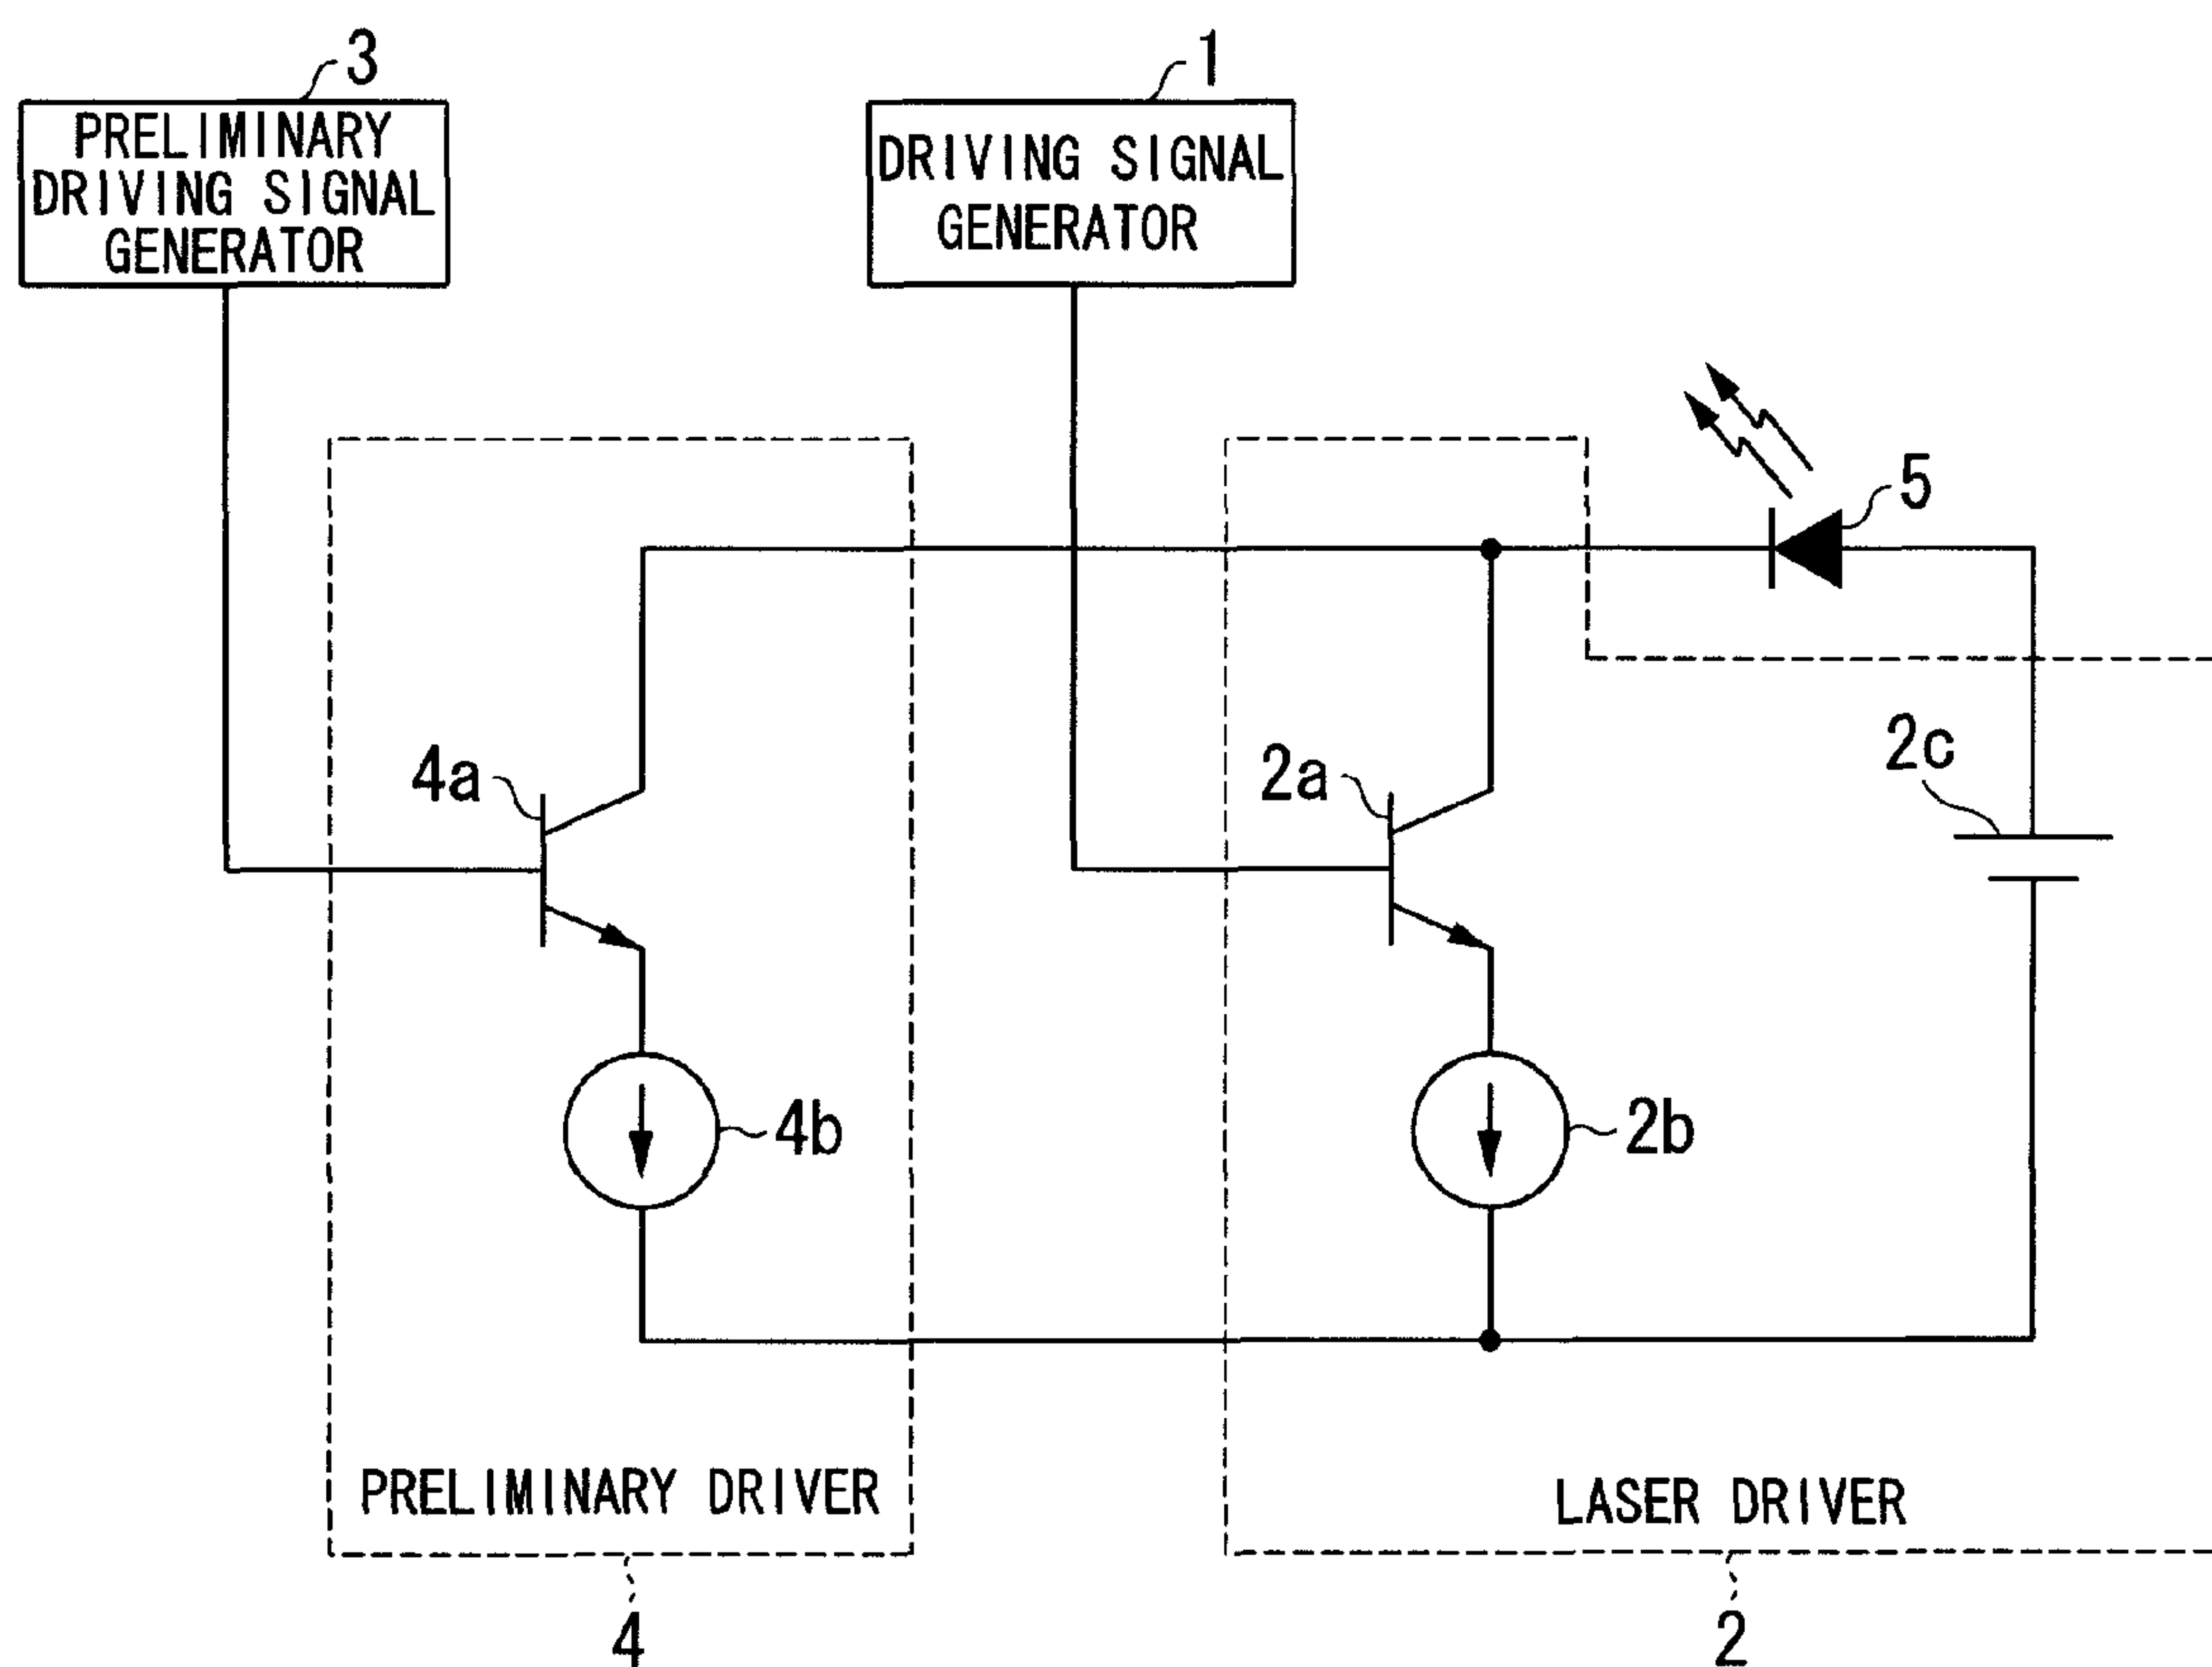 3
PRELIMINARY
DRIVING SIGNAL
GENERATOR
1
DRIVING SIGNAL
GENERATOR
5
4a
2a
2c
4b
2b
PRELIMINARY DRIVER
LASER DRIVER
4
2